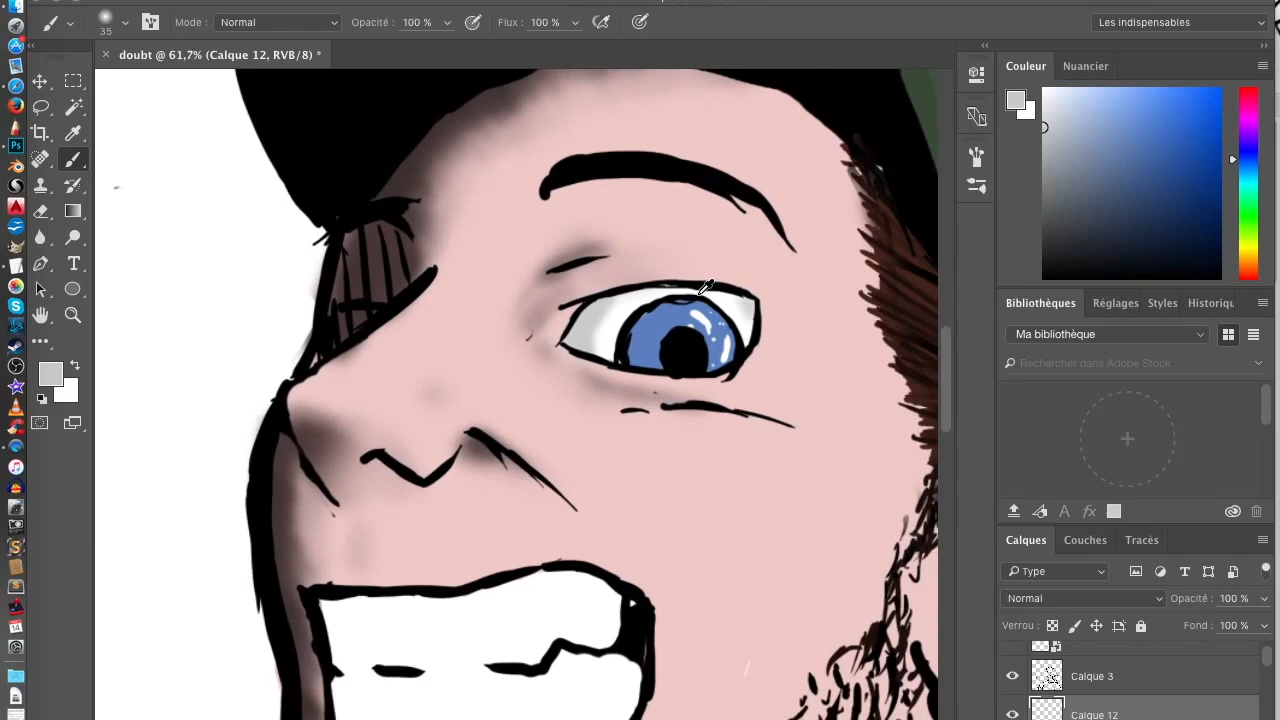 Mode : Normal Opacité : 100 % Flux : 100 % Les indispensables
35
× doubt @ 61,7% (Calque 12, RVB/8) *
Couleur Nuancier
Bibliothèques Réglages Styles Historiqu
Ma bibliothèque
Rechercher dans Adobe Stock
Calques Couches Tracés
Type
Normal Opacité : 100 %
Verrou : Fond : 100 %
Calque 3
Calque 12